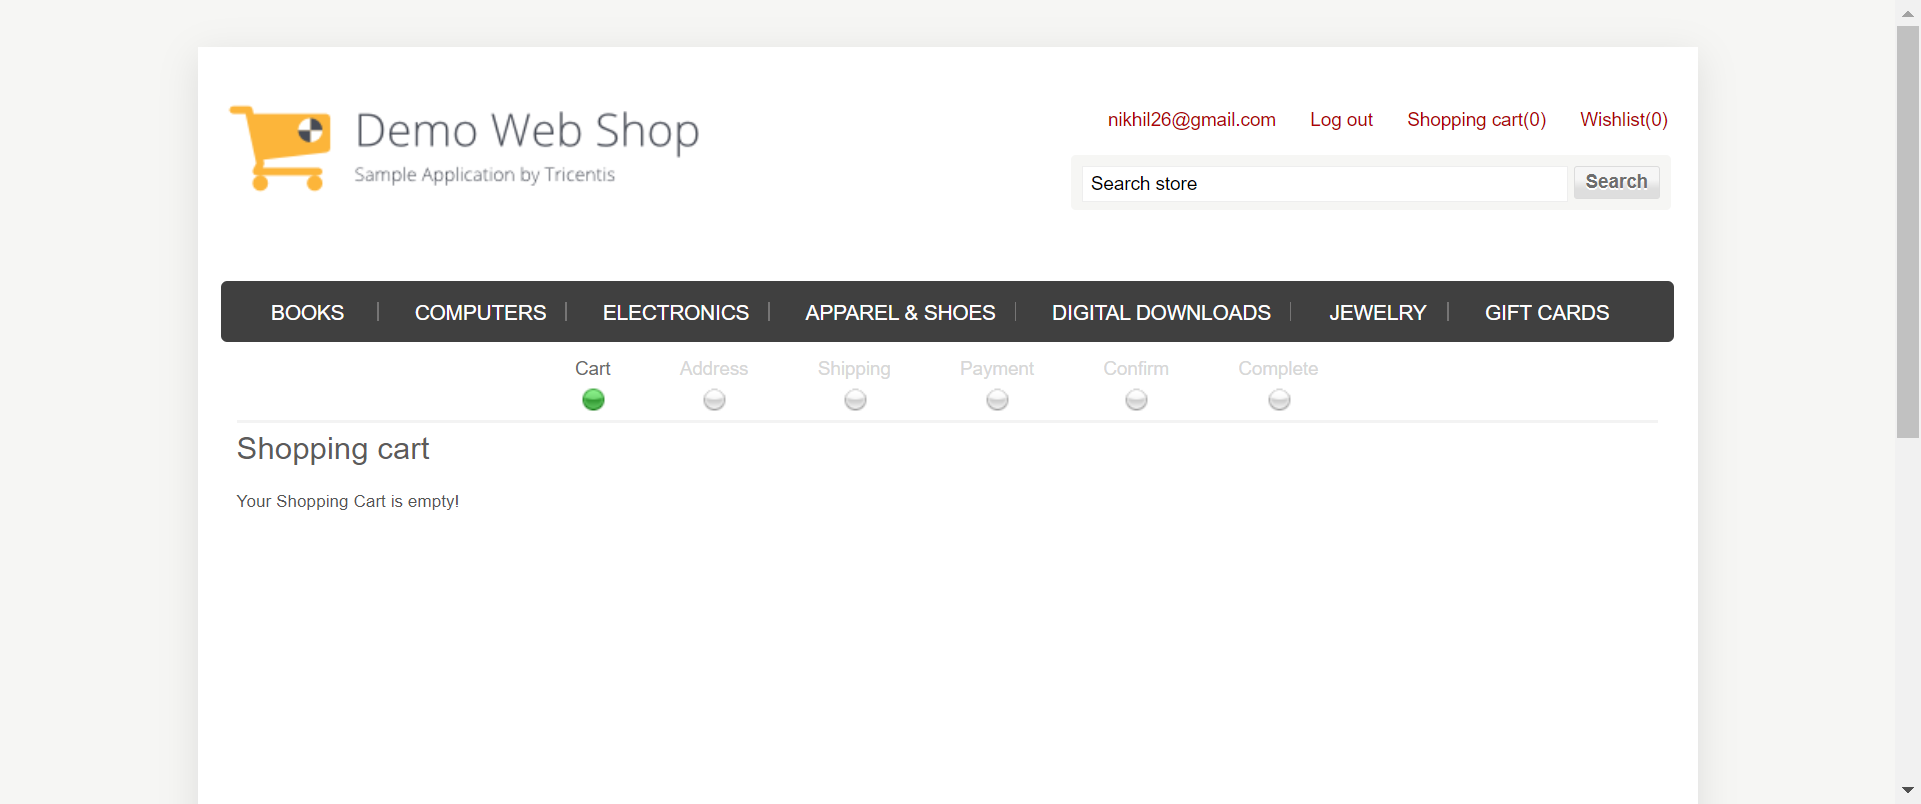 Demo Web Shop
Sample Application by Tricentis
nikhil26@gmail.com Log out Shopping cart(0) Wishlist(0)
Search store Search
BOOKS COMPUTERS ELECTRONICS APPAREL & SHOES DIGITAL DOWNLOADS JEWELRY GIFT CARDS
Cart Address Shipping Payment Confirm Complete
Shopping cart
Your Shopping Cart is empty!